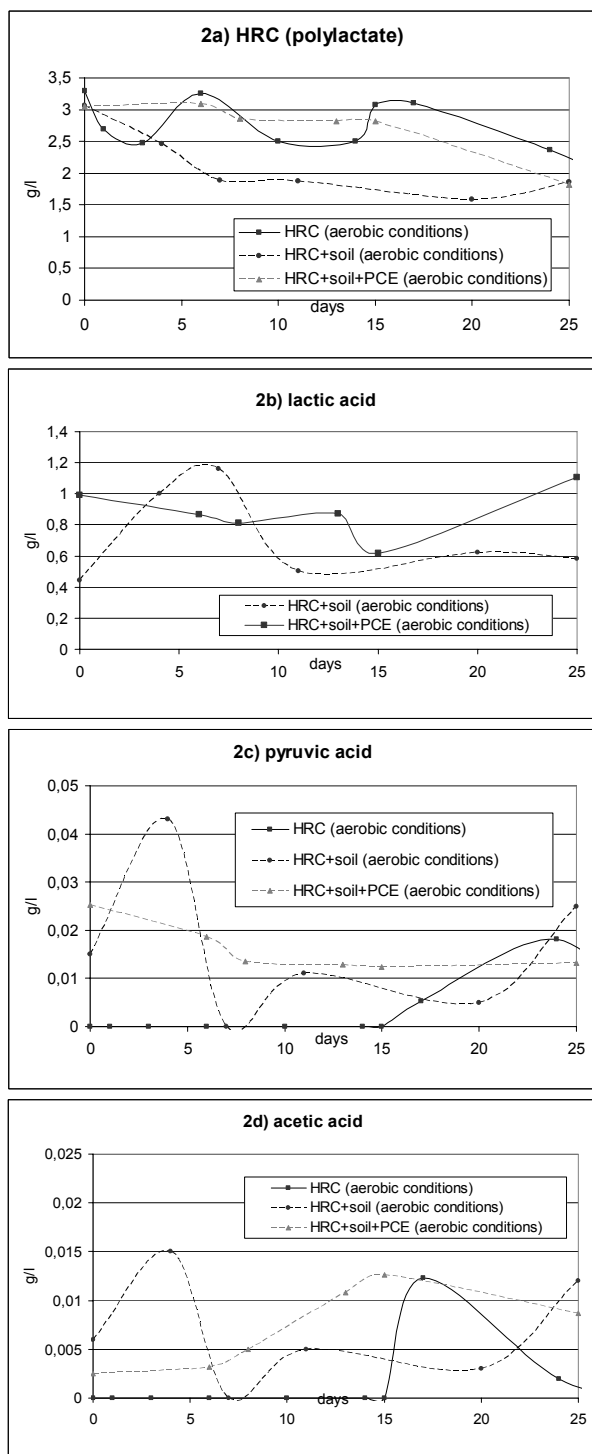 2a) HRC (polylactate)
3,5
3
2,5
2
1,5
1
0,5
0
g/l
HRC (aerobic conditions)
HRC+soil (aerobic conditions)
HRC+soil+PCE (aerobic conditions)
0 5 10 15 20 25
days
2b) lactic acid
1,4
1,2
1
0,8
0,6
0,4
0,2
0
g/l
HRC+soil (aerobic conditions)
HRC+soil+PCE (aerobic conditions)
0 5 10 15 20 25
days
2c) pyruvic acid
0,05
0,04
0,03
0,02
0,01
0
g/l
HRC (aerobic conditions)
HRC+soil (aerobic conditions)
HRC+soil+PCE (aerobic conditions)
0 5 10 15 20 25
days
2d) acetic acid
0,025
0,02
0,015
0,01
0,005
0
g/l
HRC (aerobic conditions)
HRC+soil (aerobic conditions)
HRC+soil+PCE (aerobic conditions)
0 5 10 15 20 25
days